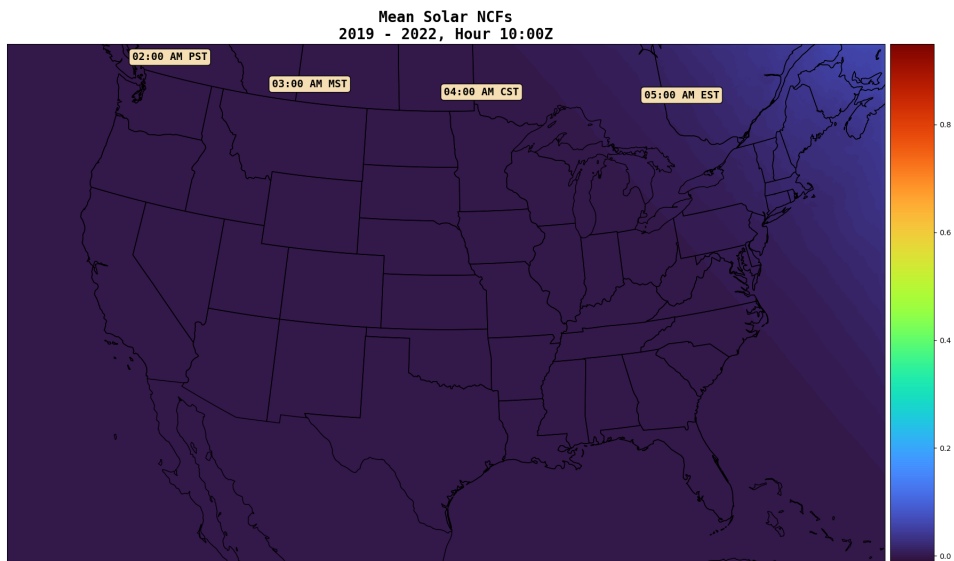 Mean Solar NCFs
2019 - 2022, Hour 10:00Z
02:00 AM PST
03:00 AM MST
04:00 AM CST
05:00 AM EST
0.8
0.6
0.4
0.2
0.0